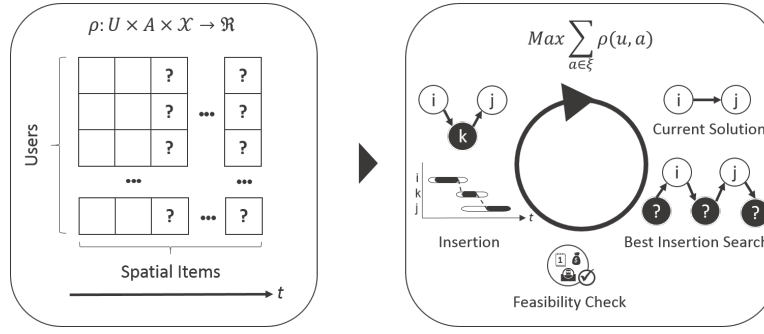 ρ: U × A × 𝒳 → ℜ
? ?
? ••• ?
? ?
••• •••
? ••• ?
Users
Spatial Items
t
Max ∑ ρ(u, a)
a∈ξ
i j
k
i
k
j
t
Insertion
i j
Current Solution
i j
? ? ?
Best Insertion Search
1 $
Feasibility Check